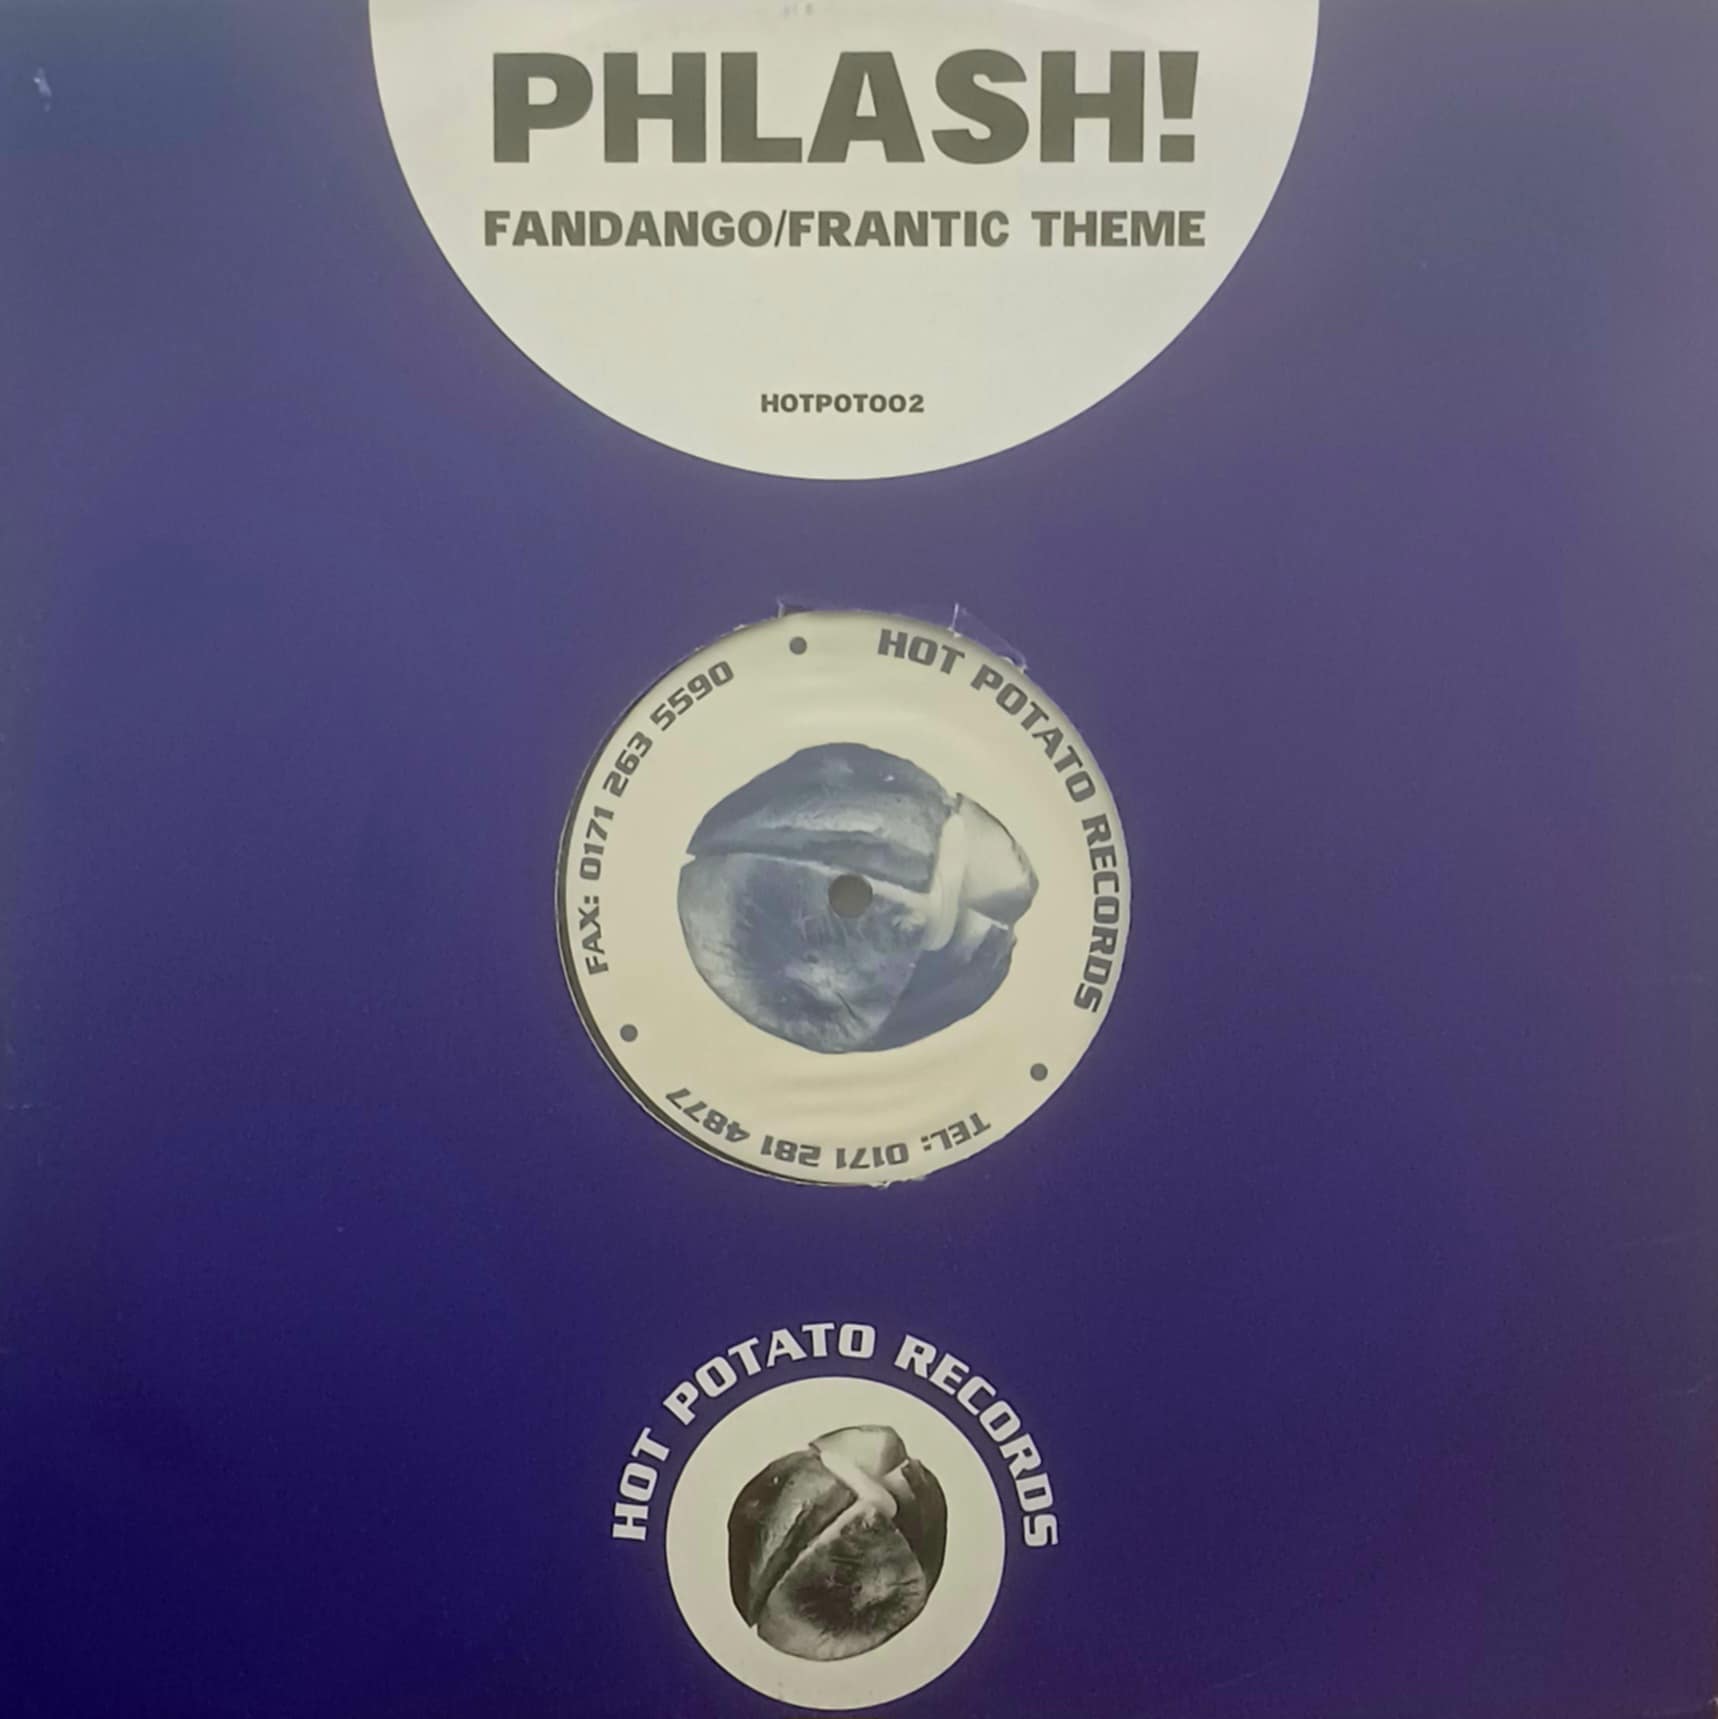 PHLASH!
FANDANGO/FRANTIC THEME
HOTPOT002
HOT POTATO RECORDS
TEL: 0171 281 4877
FAX: 0171 263 5590
HOT POTATO RECORDS